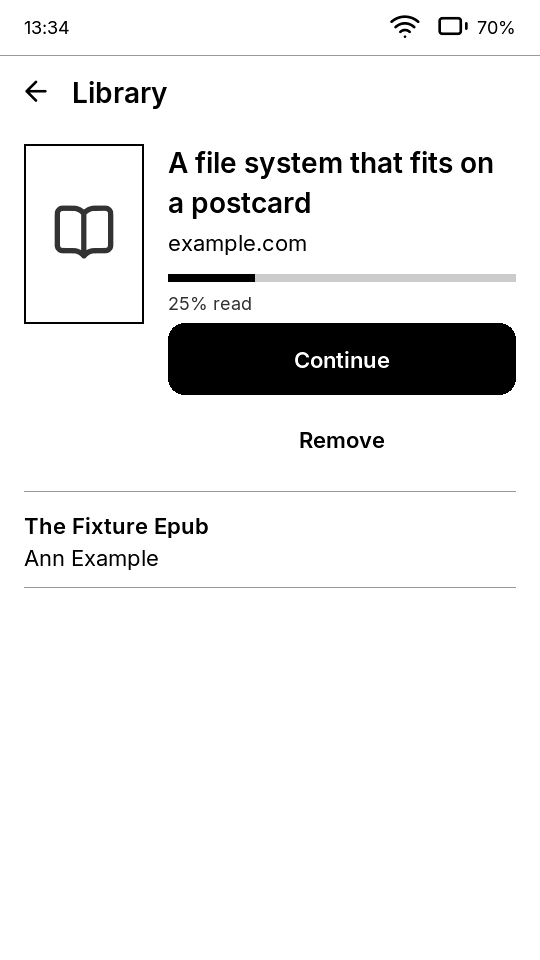 13:34
70%
Library
A file system that fits on
a postcard
example.com
25% read
Continue
Remove
The Fixture Epub
Ann Example